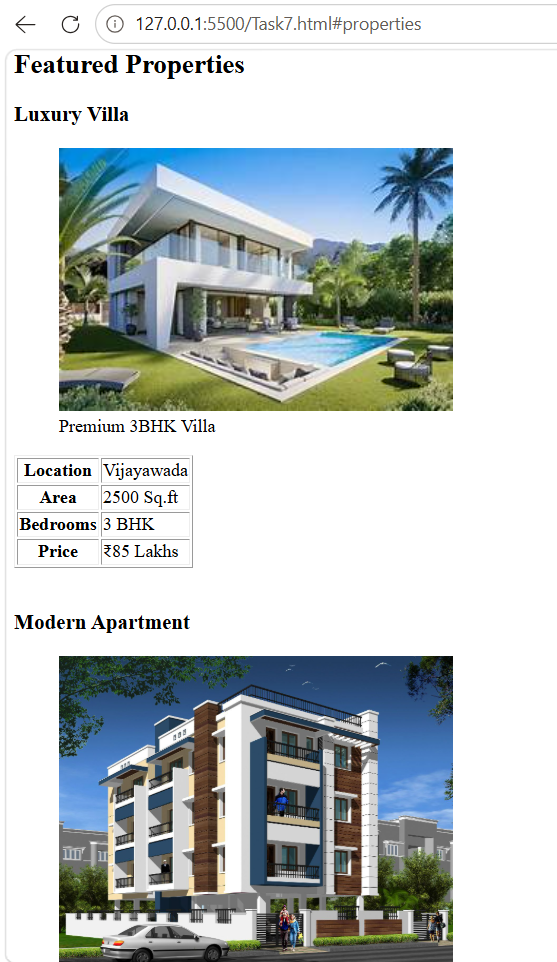 127.0.0.1:5500/Task7.html#properties
Featured Properties
Luxury Villa
Premium 3BHK Villa
Location Vijayawada
Area 2500 Sq.ft
Bedrooms 3 BHK
Price ₹85 Lakhs
Modern Apartment